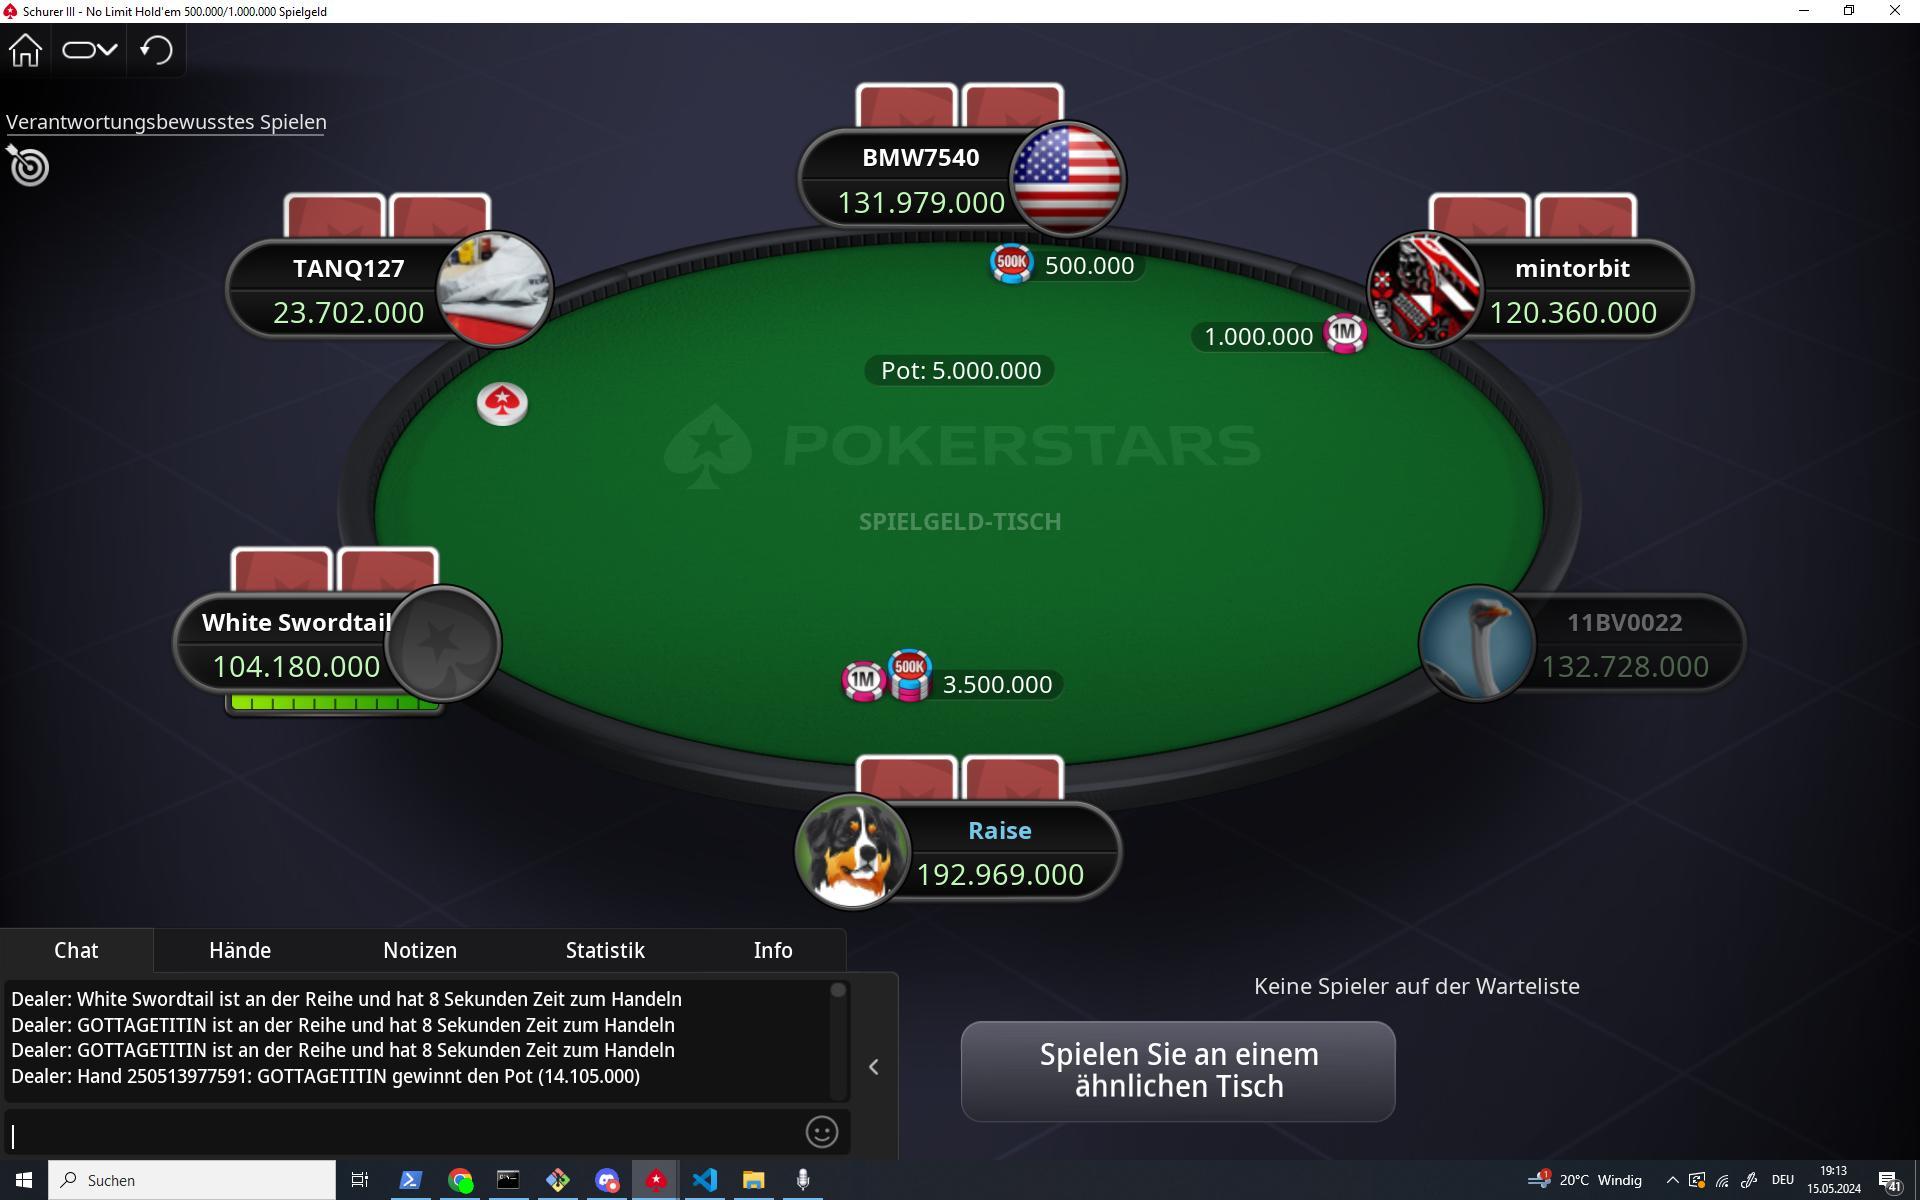 Schurer III - No Limit Hold'em 500.000/1.000.000 Spielgeld
Verantwortungsbewusstes Spielen
BMW7540
131.979.000
TANQ127
23.702.000
mintorbit
120.360.000
500K
500.000
1.000.000
1M
Pot: 5.000.000
POKERSTARS
SPIELGELD-TISCH
White Swordtail
104.180.000
11BV0022
132.728.000
1M
500K
3.500.000
Raise
192.969.000
Chat
Hände
Notizen
Statistik
Info
Dealer: White Swordtail ist an der Reihe und hat 8 Sekunden Zeit zum Handeln
Dealer: GOTTAGETITIN ist an der Reihe und hat 8 Sekunden Zeit zum Handeln
Dealer: GOTTAGETITIN ist an der Reihe und hat 8 Sekunden Zeit zum Handeln
Dealer: Hand 250513977591: GOTTAGETITIN gewinnt den Pot (14.105.000)
Keine Spieler auf der Warteliste
Spielen Sie an einem
ähnlichen Tisch
Suchen
1
20°C Windig
DEU
19:13
15.05.2024
41